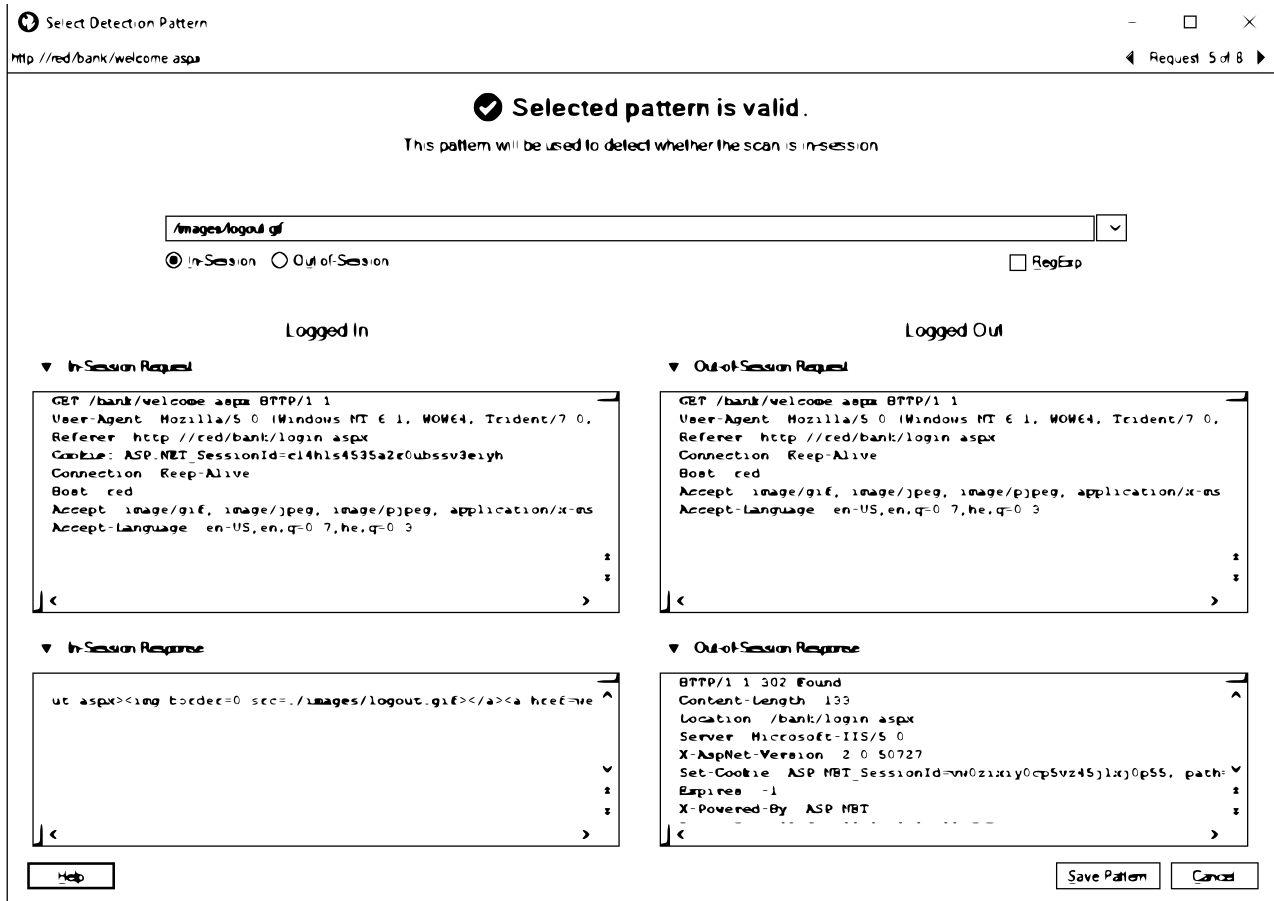 Select Detection Pattern
http://red/bank/welcome.aspx
Request 5 of 8
Selected pattern is valid.
This pattern will be used to detect whether the scan is in-session
/images/logout.gif
In-Session
Out-of-Session
RegExp
Logged In
In-Session Request
GET /bank/welcome.aspx HTTP/1.1
User-Agent: Mozilla/5.0 (Windows NT 6.1; WOW64; Trident/7.0;
Referer: http://red/bank/login.aspx
Cookie: ASP.NET_SessionId=
Connection: Keep-Alive
Host: red
Accept: image/gif, image/jpeg, image/pjpeg, application/x-ms
Accept-Language: en-US,en;q=0.7,he;q=0.3
In-Session Response
ut.aspx><img border=0 src=./images/logout.gif></a><a href=we
Logged Out
Out-of-Session Request
GET /bank/welcome.aspx HTTP/1.1
User-Agent: Mozilla/5.0 (Windows NT 6.1; WOW64; Trident/7.0;
Referer: http://red/bank/login.aspx
Connection: Keep-Alive
Host: red
Accept: image/gif, image/jpeg, image/pjpeg, application/x-ms
Accept-Language: en-US,en;q=0.7,he;q=0.3
Out-of-Session Response
HTTP/1.1 302 Found
Content-Length: 133
Location: /bank/login.aspx
Server: Microsoft-IIS/5.0
X-AspNet-Version: 2.0.50727
Set-Cookie: path=
Expires: -1
X-Powered-By: ASP.NET
Help
Save Pattern
Cancel